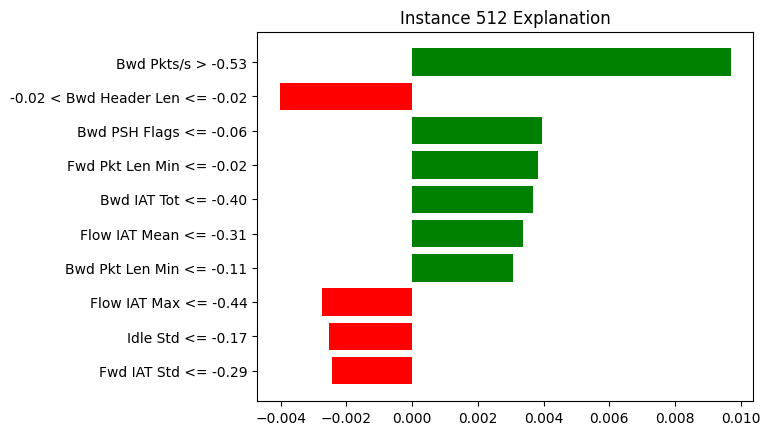 Instance 512 Explanation
Bwd Pkts/s > -0.53
-0.02 < Bwd Header Len <= -0.02
Bwd PSH Flags <= -0.06
Fwd Pkt Len Min <= -0.02
Bwd IAT Tot <= -0.40
Flow IAT Mean <= -0.31
Bwd Pkt Len Min <= -0.11
Flow IAT Max <= -0.44
Idle Std <= -0.17
Fwd IAT Std <= -0.29
−0.004 −0.002 0.000 0.002 0.004 0.006 0.008 0.010